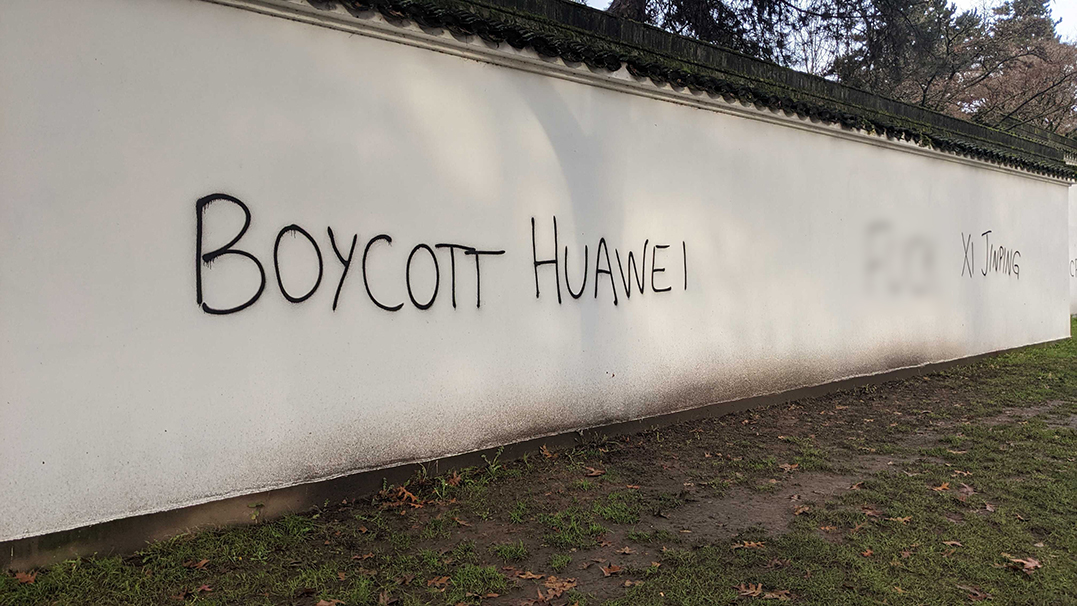 BOYCOTT HUAWEI
XI JINPING